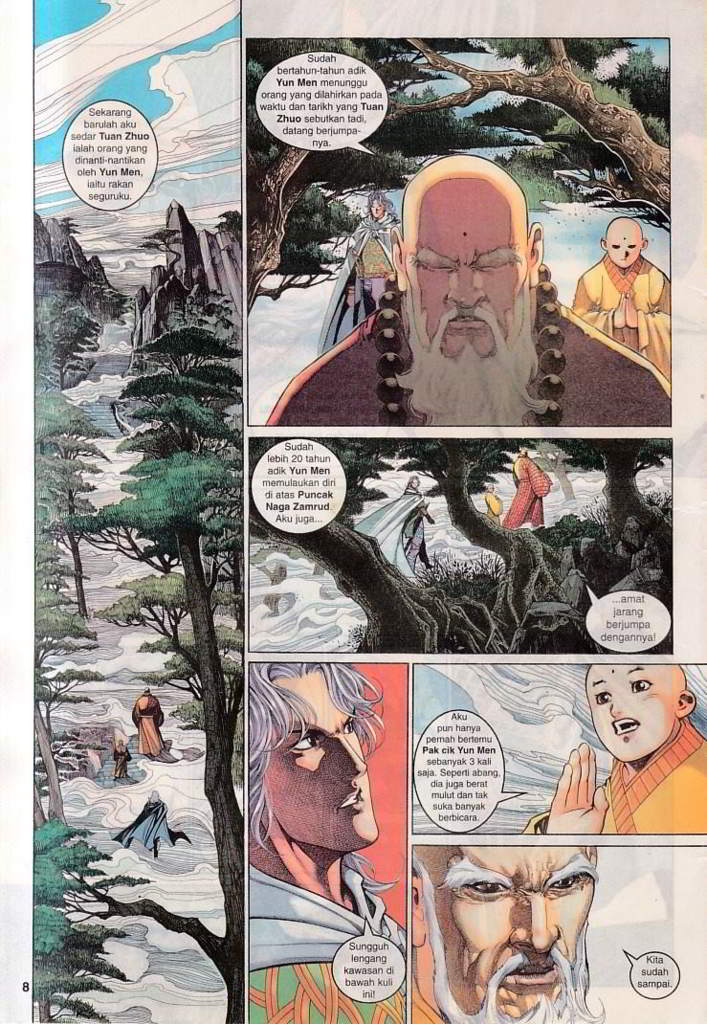 Sekarang
barulah aku
sedar Tuan Zhuo
ialah orang yang
dinanti-nantikan
oleh Yun Men,
iaitu rakan
seguruku.
Sudah
bertahun-tahun adik
Yun Men menunggu
orang yang dilahirkan pada
waktu dan tarikh yang Tuan
Zhuo sebutkan tadi,
datang berjumpa-
nya.
Sudah
lebih 20 tahun
adik Yun Men
memulaukan diri
di atas Puncak
Naga Zamrud.
Aku juga...
...amat
jarang
berjumpa
dengannya!
Aku
pun hanya
pernah bertemu
Pak cik Yun Men
sebanyak 3 kali
saja. Seperti abang,
dia juga berat
mulut dan tak
suka banyak
berbicara.
Sungguh
lengang
kawasan di
bawah kuil
ini!
Kita
sudah
sampai.
8